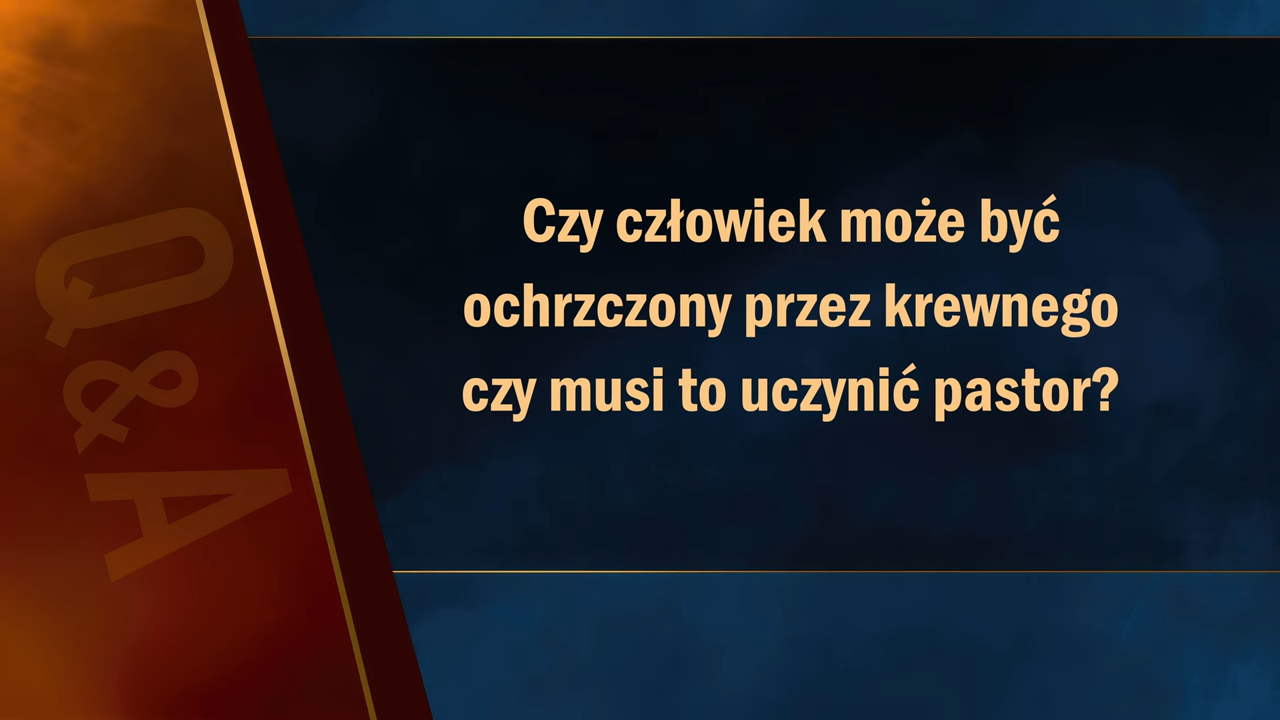 Q & A
Czy człowiek może być
ochrzczony przez krewnego
czy musi to uczynić pastor?